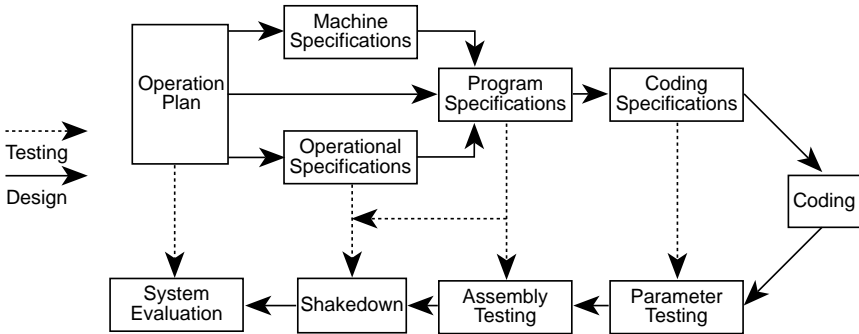 Machine
Specifications
Operation
Plan
Program
Specifications
Coding
Specifications
Testing
Operational
Specifications
Design
Coding
System
Evaluation
Shakedown
Assembly
Testing
Parameter
Testing